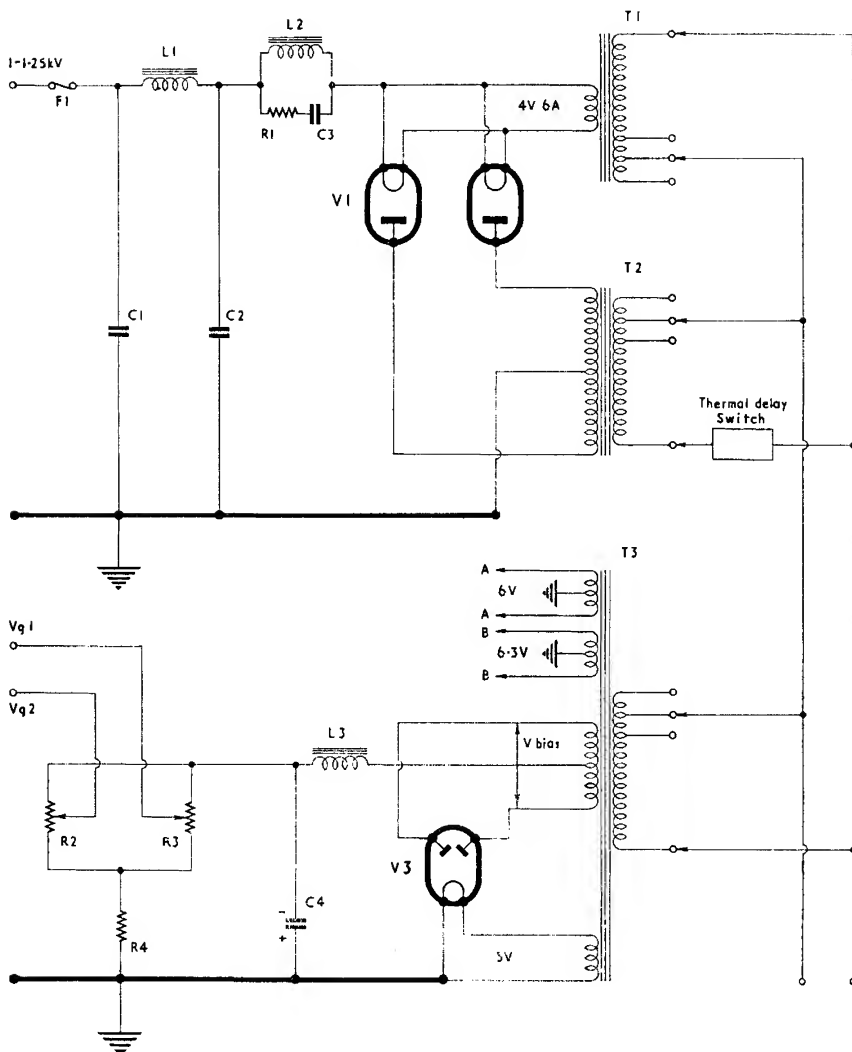 T1
L2
L1
1-1·25kV
F1
4V 6A
R1
C3
V1
T2
C1
C2
Thermal delay
Switch
T3
A
6V
A
B
6·3V
B
Vg1
Vg2
L3
V bias
R2
R3
V3
C4
-
+
R4
5V